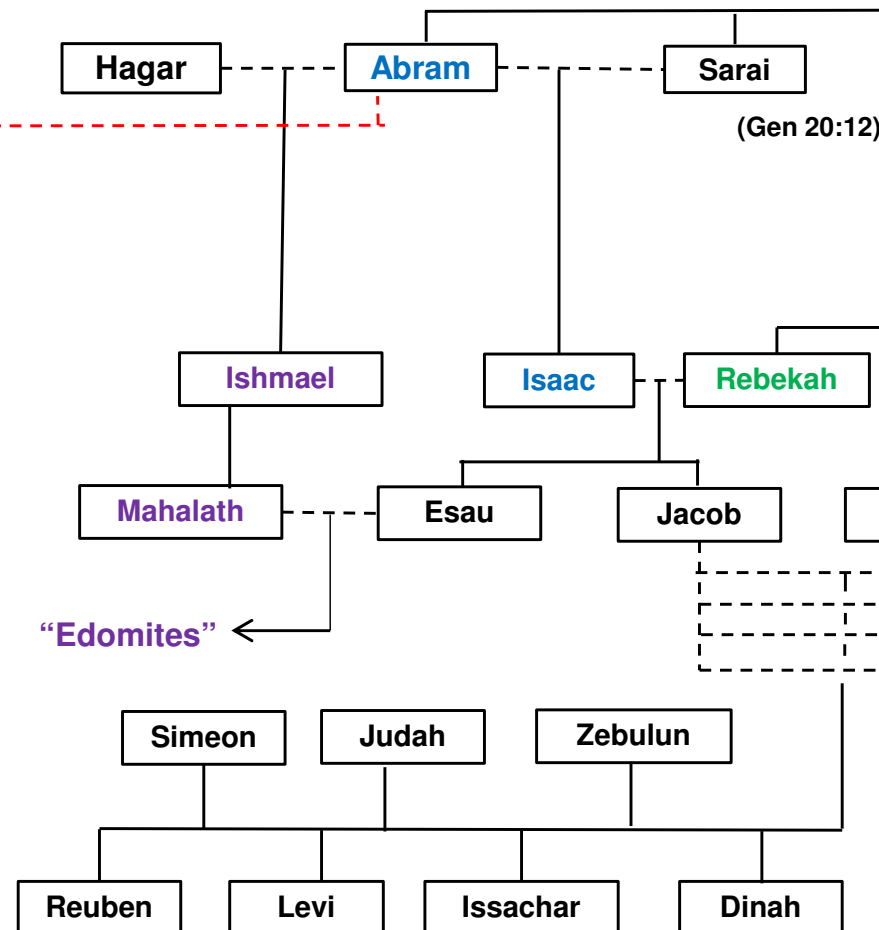 Hagar
Abram
Sarai
(Gen 20:12)
Ishmael
Isaac
Rebekah
Mahalath
Esau
Jacob
“Edomites”
Simeon
Judah
Zebulun
Reuben
Levi
Issachar
Dinah